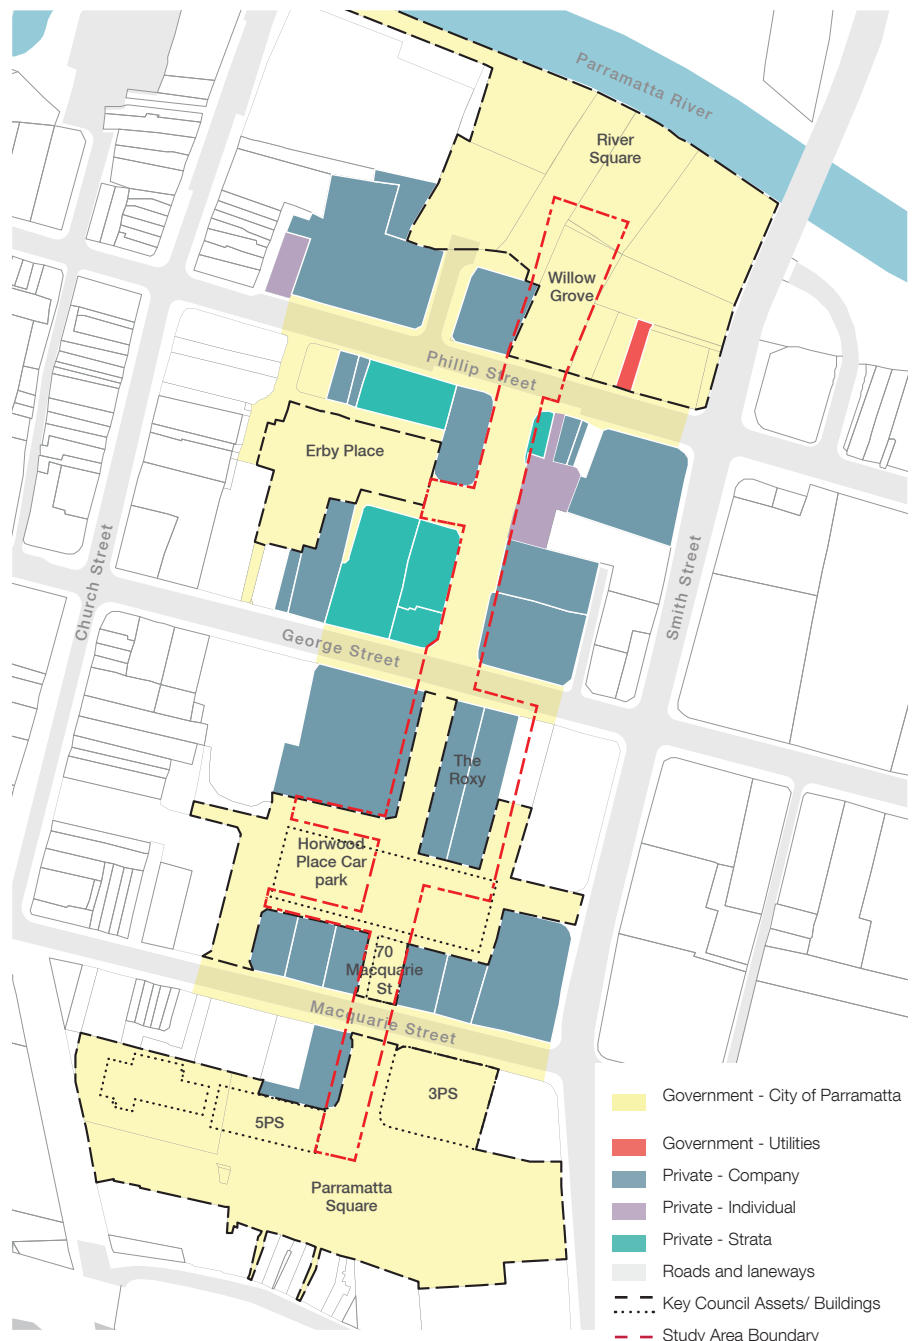 Parramatta River
River
Square
Willow
Grove
Phillip Street
Erby Place
Church Street
Smith Street
George Street
The
Roxy
Horwood
Place Car
park
70
Macquarie
St
Macquarie Street
3PS
5PS
Parramatta
Square
Government - City of Parramatta
Government - Utilities
Private - Company
Private - Individual
Private - Strata
Roads and laneways
Key Council Assets/ Buildings
Study Area Boundary